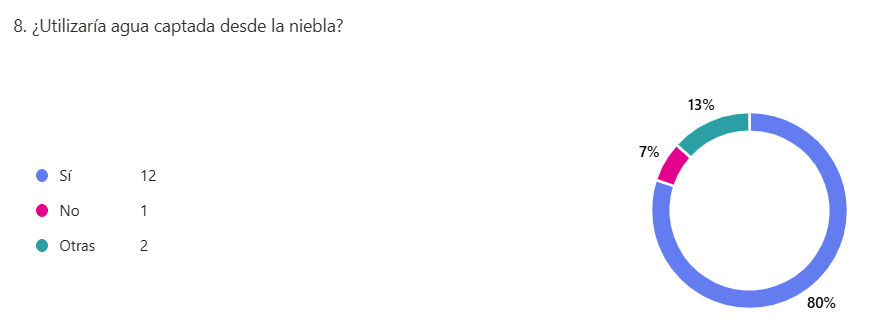 8. ¿Utilizaría agua captada desde la niebla?
Sí 12
No 1
Otras 2
13%
7%
80%